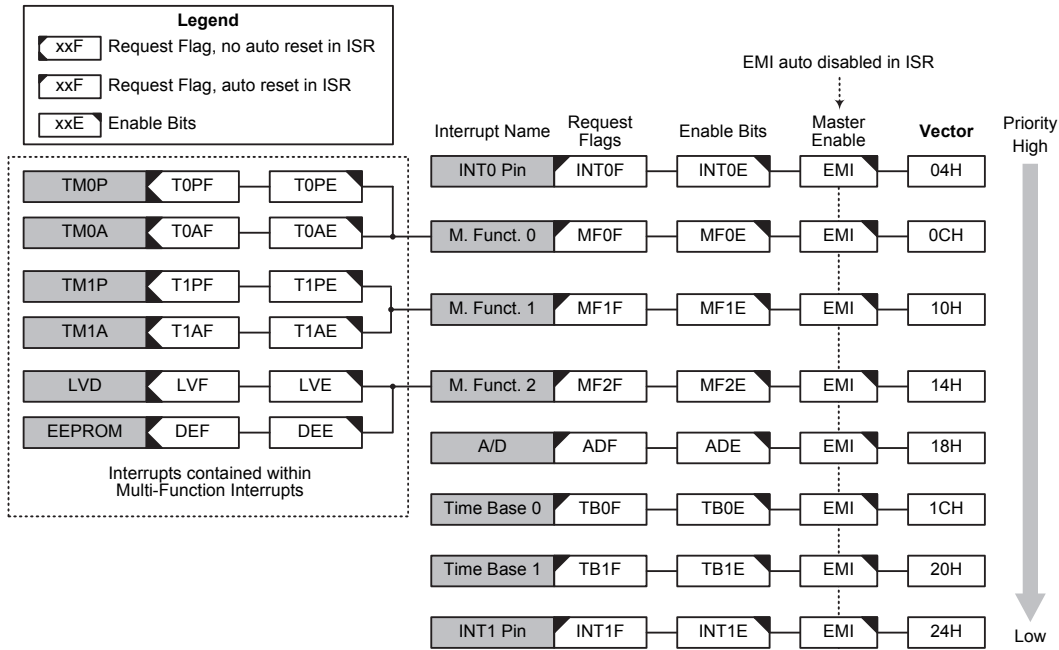 Legend
xxF Request Flag, no auto reset in ISR
xxF Request Flag, auto reset in ISR
xxE Enable Bits
EMI auto disabled in ISR
Interrupt Name Request Flags Enable Bits Master Enable Vector Priority
High
INT0 Pin INT0F INT0E EMI 04H
TM0P T0PF T0PE
TM0A T0AF T0AE M. Funct. 0 MF0F MF0E EMI 0CH
TM1P T1PF T1PE
M. Funct. 1 MF1F MF1E EMI 10H
TM1A T1AF T1AE
LVD LVF LVE M. Funct. 2 MF2F MF2E EMI 14H
EEPROM DEF DEE
A/D ADF ADE EMI 18H
Interrupts contained within
Multi-Function Interrupts
Time Base 0 TB0F TB0E EMI 1CH
Time Base 1 TB1F TB1E EMI 20H
INT1 Pin INT1F INT1E EMI 24H
Low